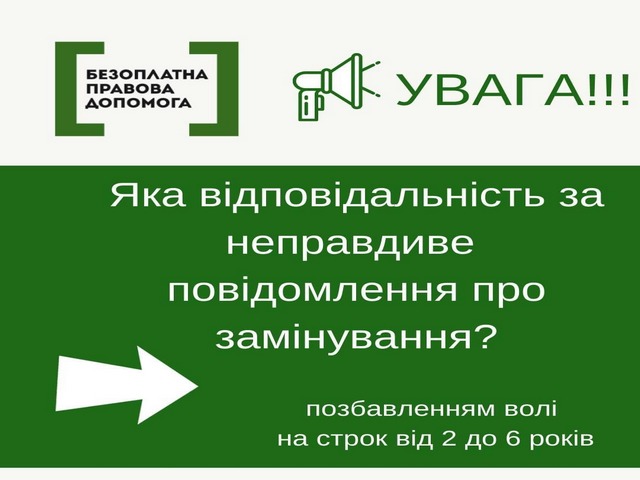 БЕЗОПЛАТНА
ПРАВОВА
ДОПОМОГА
УВАГА!!!
Яка відповідальність за
неправдиве
повідомлення про
замінування?
позбавленням волі
на строк від 2 до 6 років